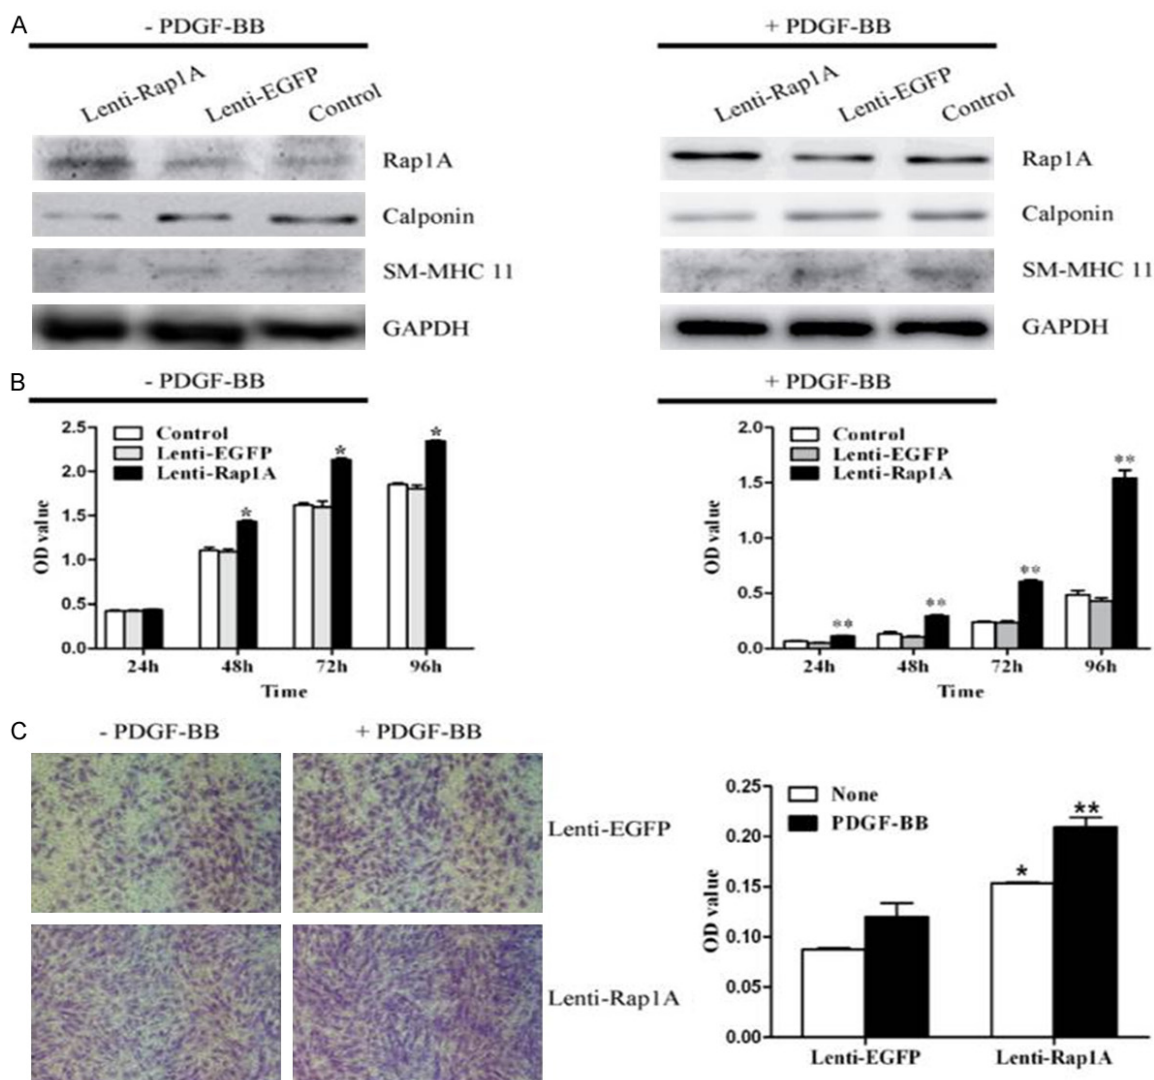 A
- PDGF-BB
+ PDGF-BB
Lenti-Rap1A
Lenti-EGFP
Control
Lenti-Rap1A
Lenti-EGFP
Control
Rap1A
Rap1A
Calponin
Calponin
SM-MHC 11
SM-MHC 11
GAPDH
GAPDH
B
- PDGF-BB
+ PDGF-BB
2.5
2.0
1.5
1.0
0.5
0.0
OD value
Control
Lenti-EGFP
Lenti-Rap1A
*
*
*
24h 48h 72h 96h
Time
2.0
1.5
1.0
0.5
0.0
OD value
Control
Lenti-EGFP
Lenti-Rap1A
**
**
**
**
24h 48h 72h 96h
Time
C
- PDGF-BB
+ PDGF-BB
Lenti-EGFP
Lenti-Rap1A
0.25
0.20
0.15
0.10
0.05
0.00
OD value
None
PDGF-BB
*
**
Lenti-EGFP Lenti-Rap1A